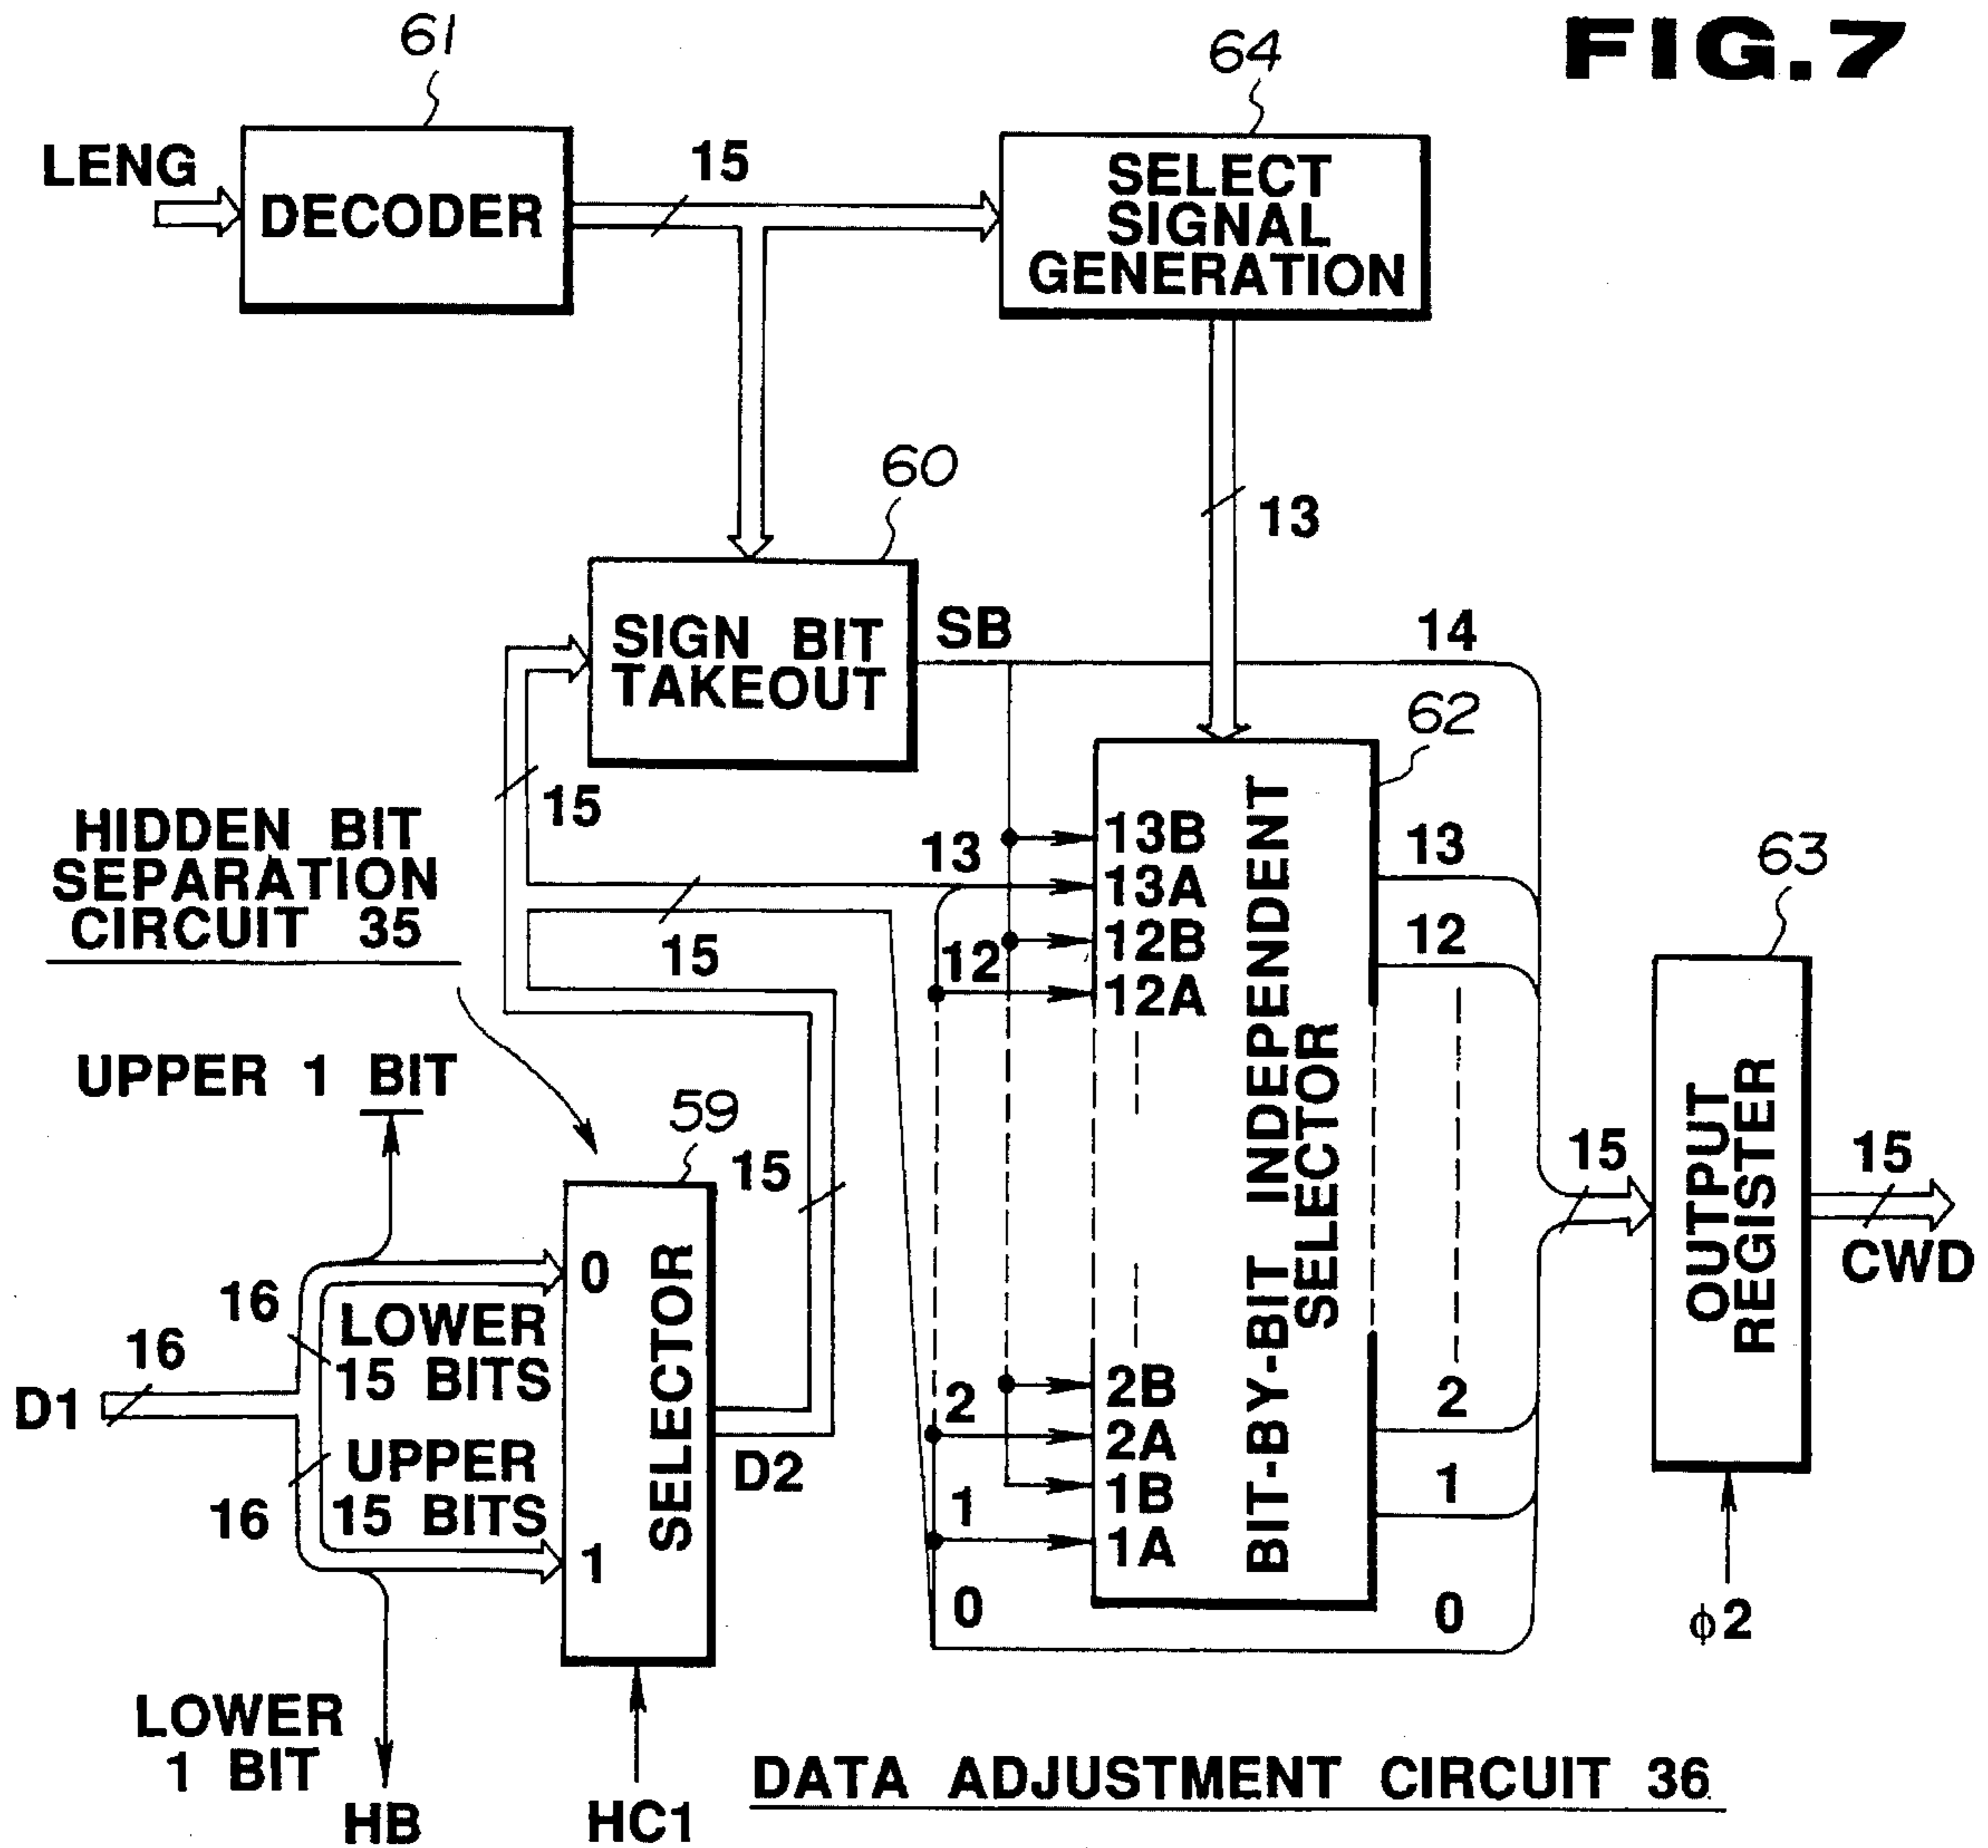 FIG.7
61
64
LENG
DECODER
15
SELECT
SIGNAL
GENERATION
60
13
SIGN BIT
TAKEOUT
SB
14
62
15
HIDDEN BIT
SEPARATION
CIRCUIT 35
13
13B
13A
12B
12A
12
15
BIT-BY-BIT INDEPENDENT
SELECTOR
13
12
63
UPPER 1 BIT
59
15
16
0
LOWER
15 BITS
16
D1
SELECTOR
UPPER
15 BITS
16
D2
1
2
2B
2A
1B
1
1A
0
2
1
0
15
OUTPUT
REGISTER
15
CWD
φ2
LOWER
1 BIT
HB
HC1
DATA ADJUSTMENT CIRCUIT 36